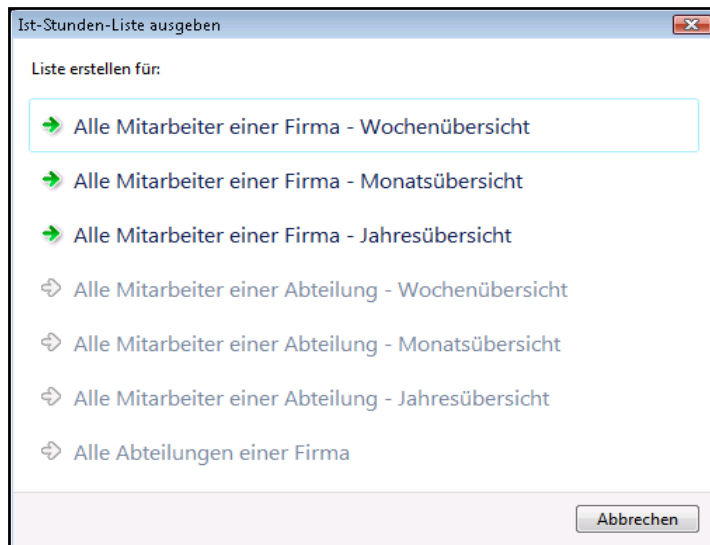 Ist-Stunden-Liste ausgeben
Liste erstellen für:
Alle Mitarbeiter einer Firma - Wochenübersicht
Alle Mitarbeiter einer Firma - Monatsübersicht
Alle Mitarbeiter einer Firma - Jahresübersicht
Alle Mitarbeiter einer Abteilung - Wochenübersicht
Alle Mitarbeiter einer Abteilung - Monatsübersicht
Alle Mitarbeiter einer Abteilung - Jahresübersicht
Alle Abteilungen einer Firma
Abbrechen